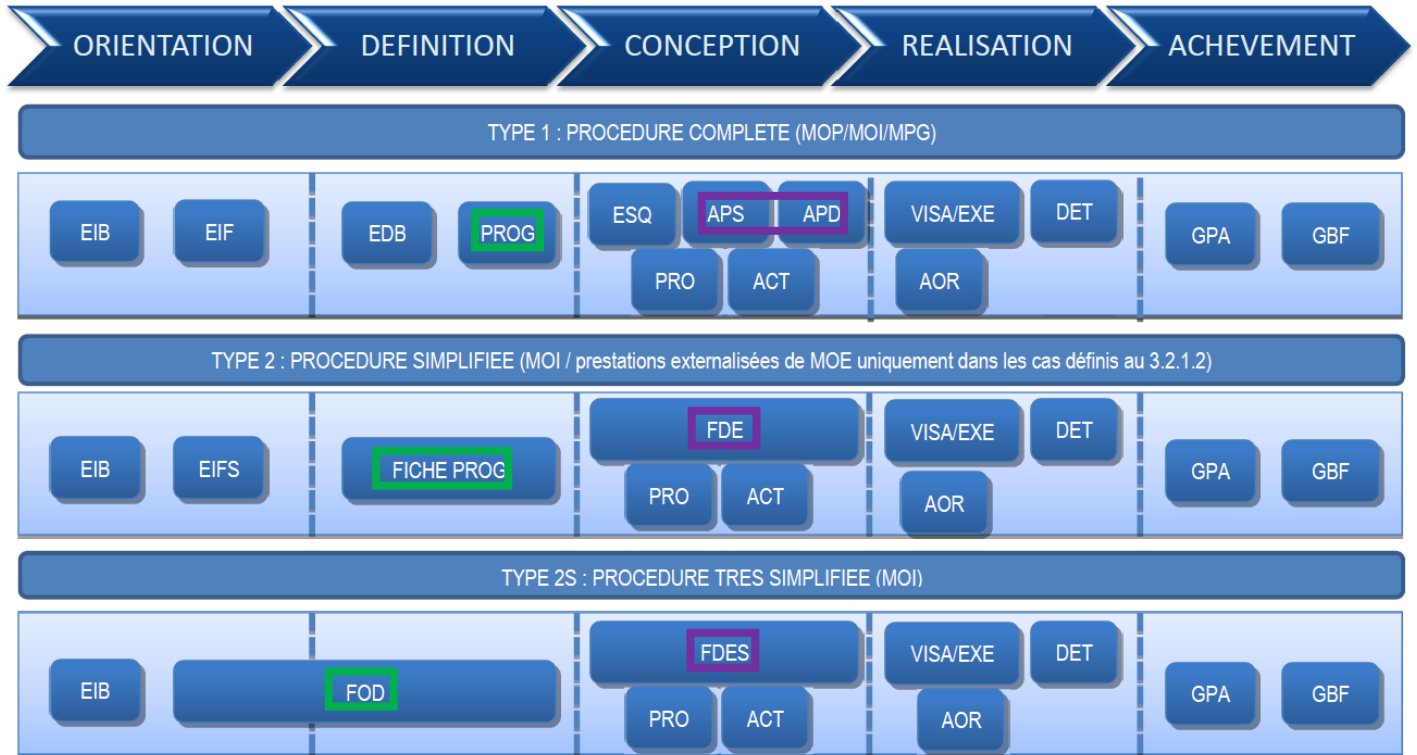 ORIENTATION DEFINITION CONCEPTION REALISATION ACHEVEMENT
TYPE 1 : PROCEDURE COMPLETE (MOP/MOI/MPG)
EIB EIF EDB PROG ESQ APS APD VISA/EXE DET GPA GBF
PRO ACT AOR
TYPE 2 : PROCEDURE SIMPLIFIEE (MOI / prestations externalisées de MOE uniquement dans les cas définis au 3.2.1.2)
EIB EIFS FICHE PROG FDE VISA/EXE DET GPA GBF
PRO ACT AOR
TYPE 2S : PROCEDURE TRES SIMPLIFIEE (MOI)
EIB FOD FDES VISA/EXE DET GPA GBF
PRO ACT AOR